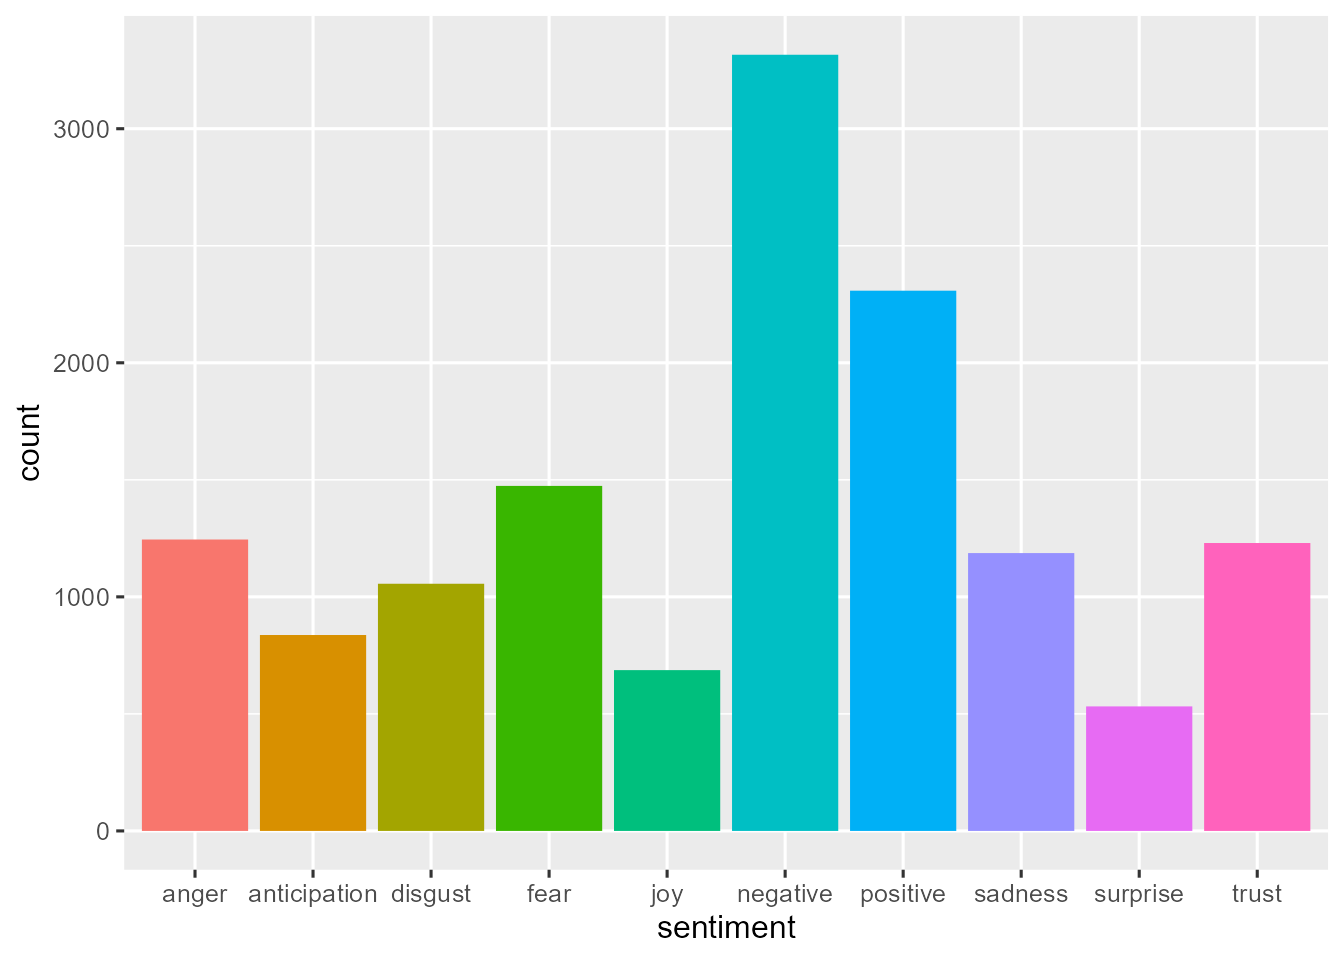 3000
2000
1000
0
count
anger anticipation disgust fear joy negative positive sadness surprise trust
sentiment